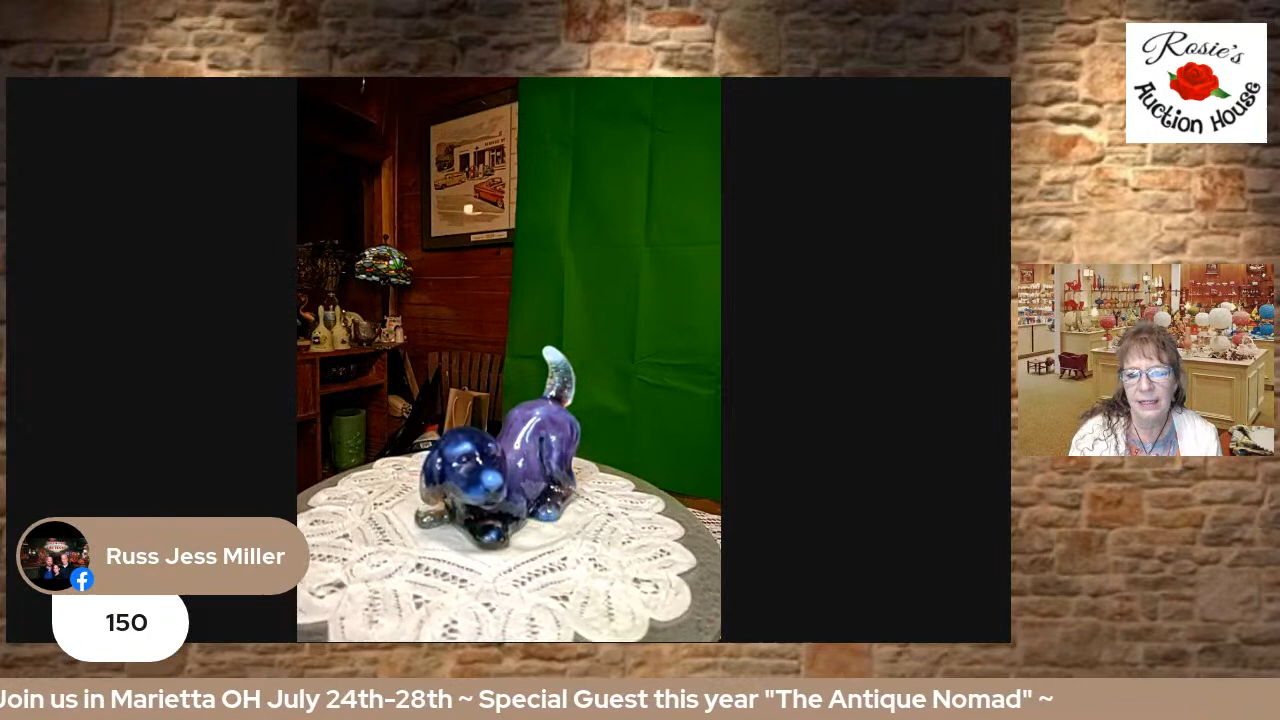 Rosie's
Auction House
Russ Jess Miller
150
Join us in Marietta OH July 24th-28th ~ Special Guest this year "The Antique Nomad" ~